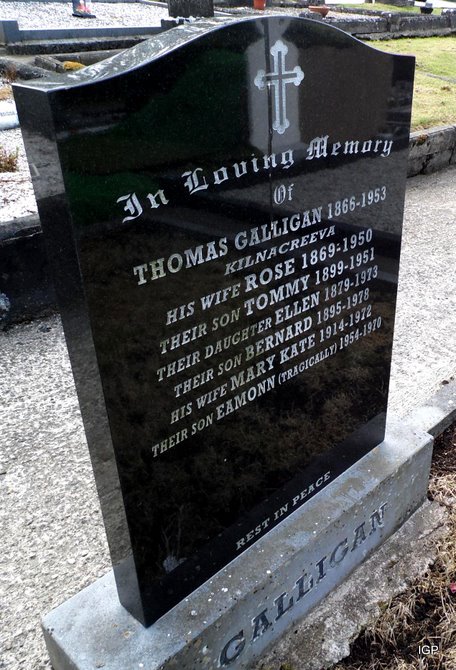 In Loving Memory
Of
THOMAS GALLIGAN 1866-1953
KILNACREEVA
HIS WIFE ROSE 1869-1950
THEIR SON TOMMY 1899-1951
THEIR DAUGHTER ELLEN 1879-1973
THEIR SON BERNARD 1895-1978
HIS WIFE MARY KATE 1914-1972
THEIR SON EAMONN (TRAGICALLY) 1954-1970
REST IN PEACE
GALLIGAN
IGP